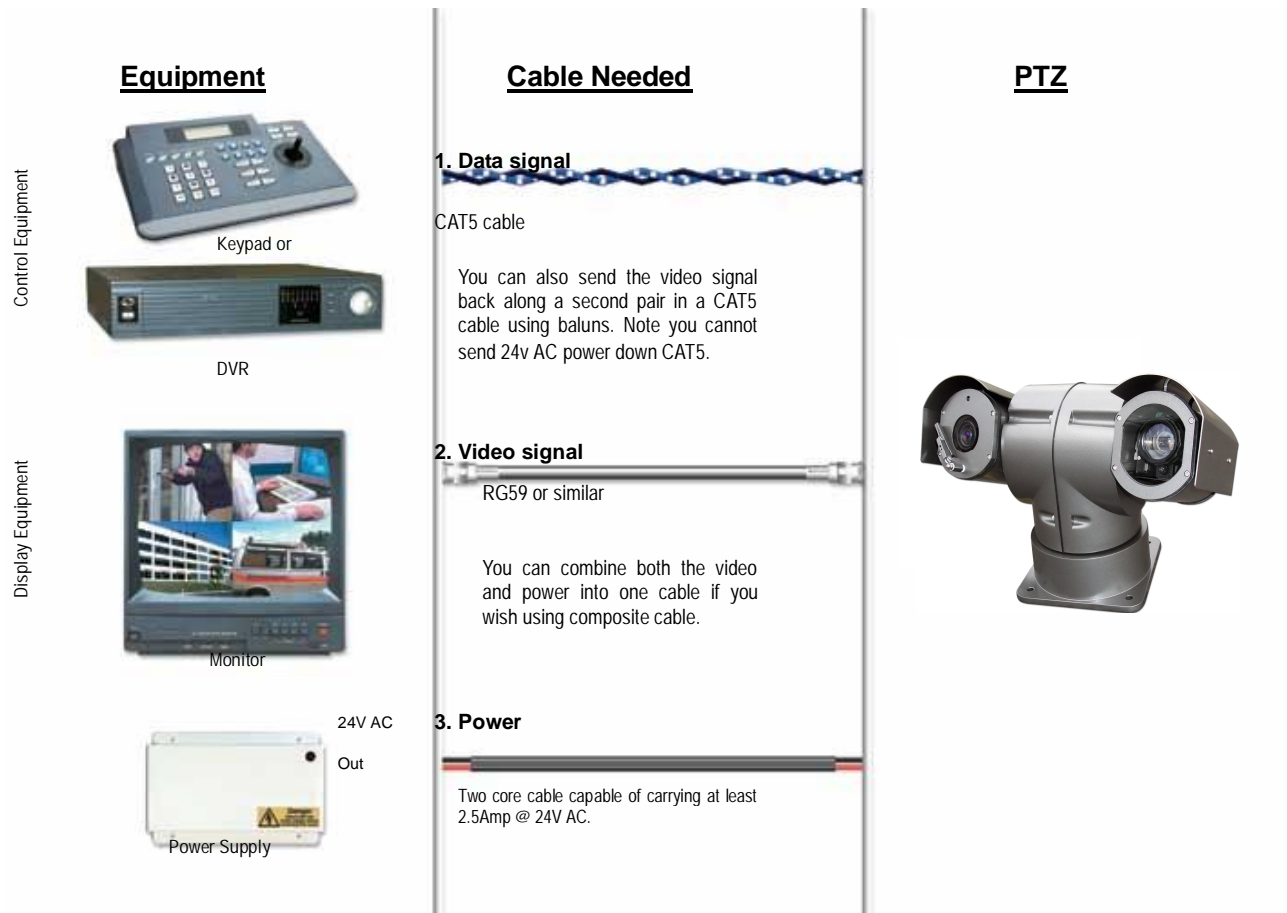 Equipment
Cable Needed
PTZ
Control Equipment
Keypad or
DVR
1. Data signal
CAT5 cable
You can also send the video signal
back along a second pair in a CAT5
cable using baluns. Note you cannot
send 24v AC power down CAT5.
Display Equipment
Monitor
2. Video signal
RG59 or similar
You can combine both the video
and power into one cable if you
wish using composite cable.
24V AC
Out
Danger
Power Supply
3. Power
Two core cable capable of carrying at least
2.5Amp @ 24V AC.